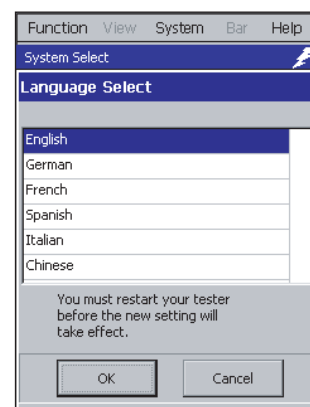 Function View System Bar Help
System Select
Language Select
English
German
French
Spanish
Italian
Chinese
You must restart your tester
before the new setting will
take effect.
OK Cancel